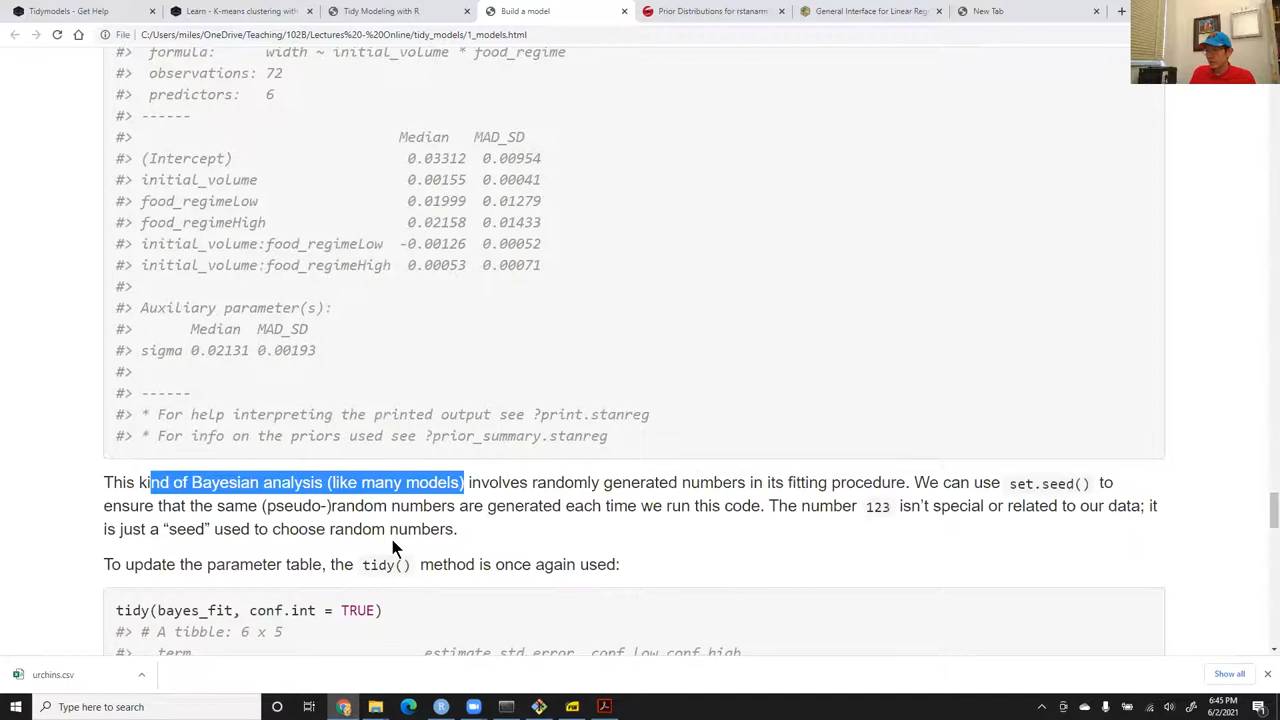 Tidymodels - Get Help
Learn - K-means clustering with
Tidy Modeling with R
Build a model
Prior Distributions for rstanarm
General Interface for Linear Reg
New Tab
File
C:/Users/miles/OneDrive/Teaching/102B/Lectures%20-%20Online/tidy_models/1_models.html
#> formula: width ~ initial_volume * food_regime
#> observations: 72
#> predictors: 6
#> ------
#> Median MAD_SD
#> (Intercept) 0.03312 0.00954
#> initial_volume 0.00155 0.00041
#> food_regimeLow 0.01999 0.01279
#> food_regimeHigh 0.02158 0.01433
#> initial_volume:food_regimeLow -0.00126 0.00052
#> initial_volume:food_regimeHigh 0.00053 0.00071
#>
#> Auxiliary parameter(s):
#> Median MAD_SD
#> sigma 0.02131 0.00193
#>
#> ------
#> * For help interpreting the printed output see ?print.stanreg
#> * For info on the priors used see ?prior_summary.stanreg
This kind of Bayesian analysis (like many models) involves randomly generated numbers in its fitting procedure. We can use set.seed() to
ensure that the same (pseudo-)random numbers are generated each time we run this code. The number 123 isn’t special or related to our data; it
is just a “seed” used to choose random numbers.
To update the parameter table, the tidy() method is once again used:
tidy(bayes_fit, conf.int = TRUE)
#> # A tibble: 6 x 5
#> term estimate std.error conf.low conf.high
urchins.csv
Show all
Type here to search
6:45 PM
6/2/2021